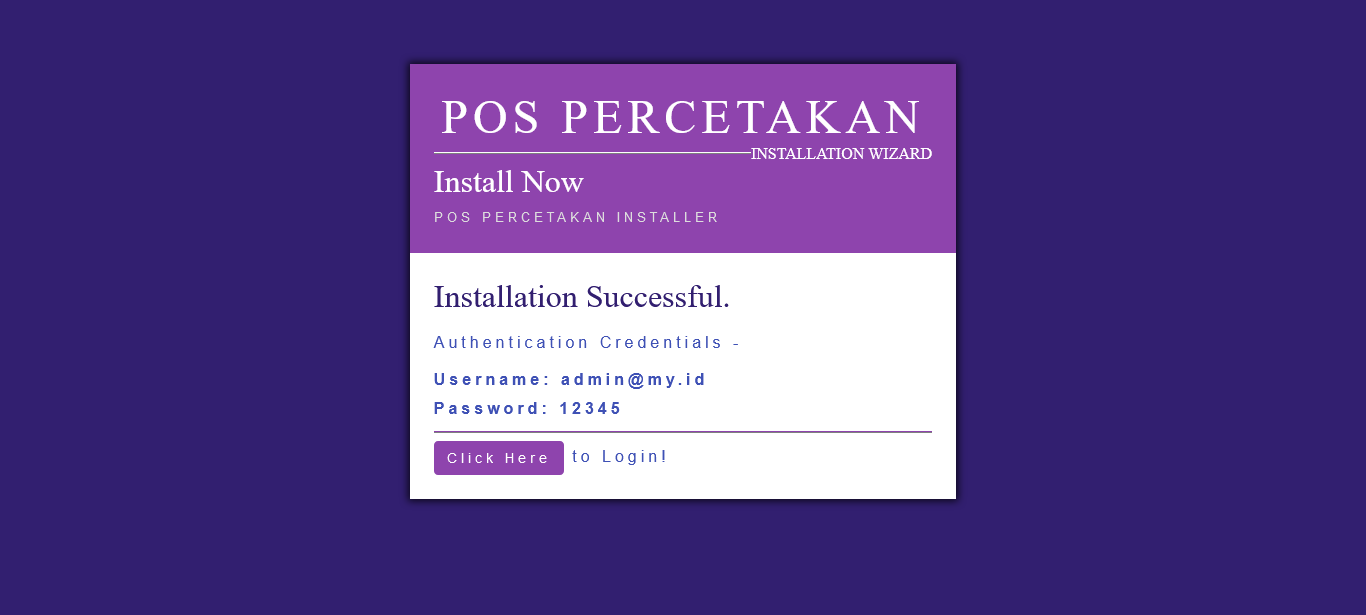 POS PERCETAKAN
INSTALLATION WIZARD
Install Now
POS PERCETAKAN INSTALLER
Installation Successful.
Authentication Credentials -
Username: admin@my.id
Password: 12345
Click Here to Login!